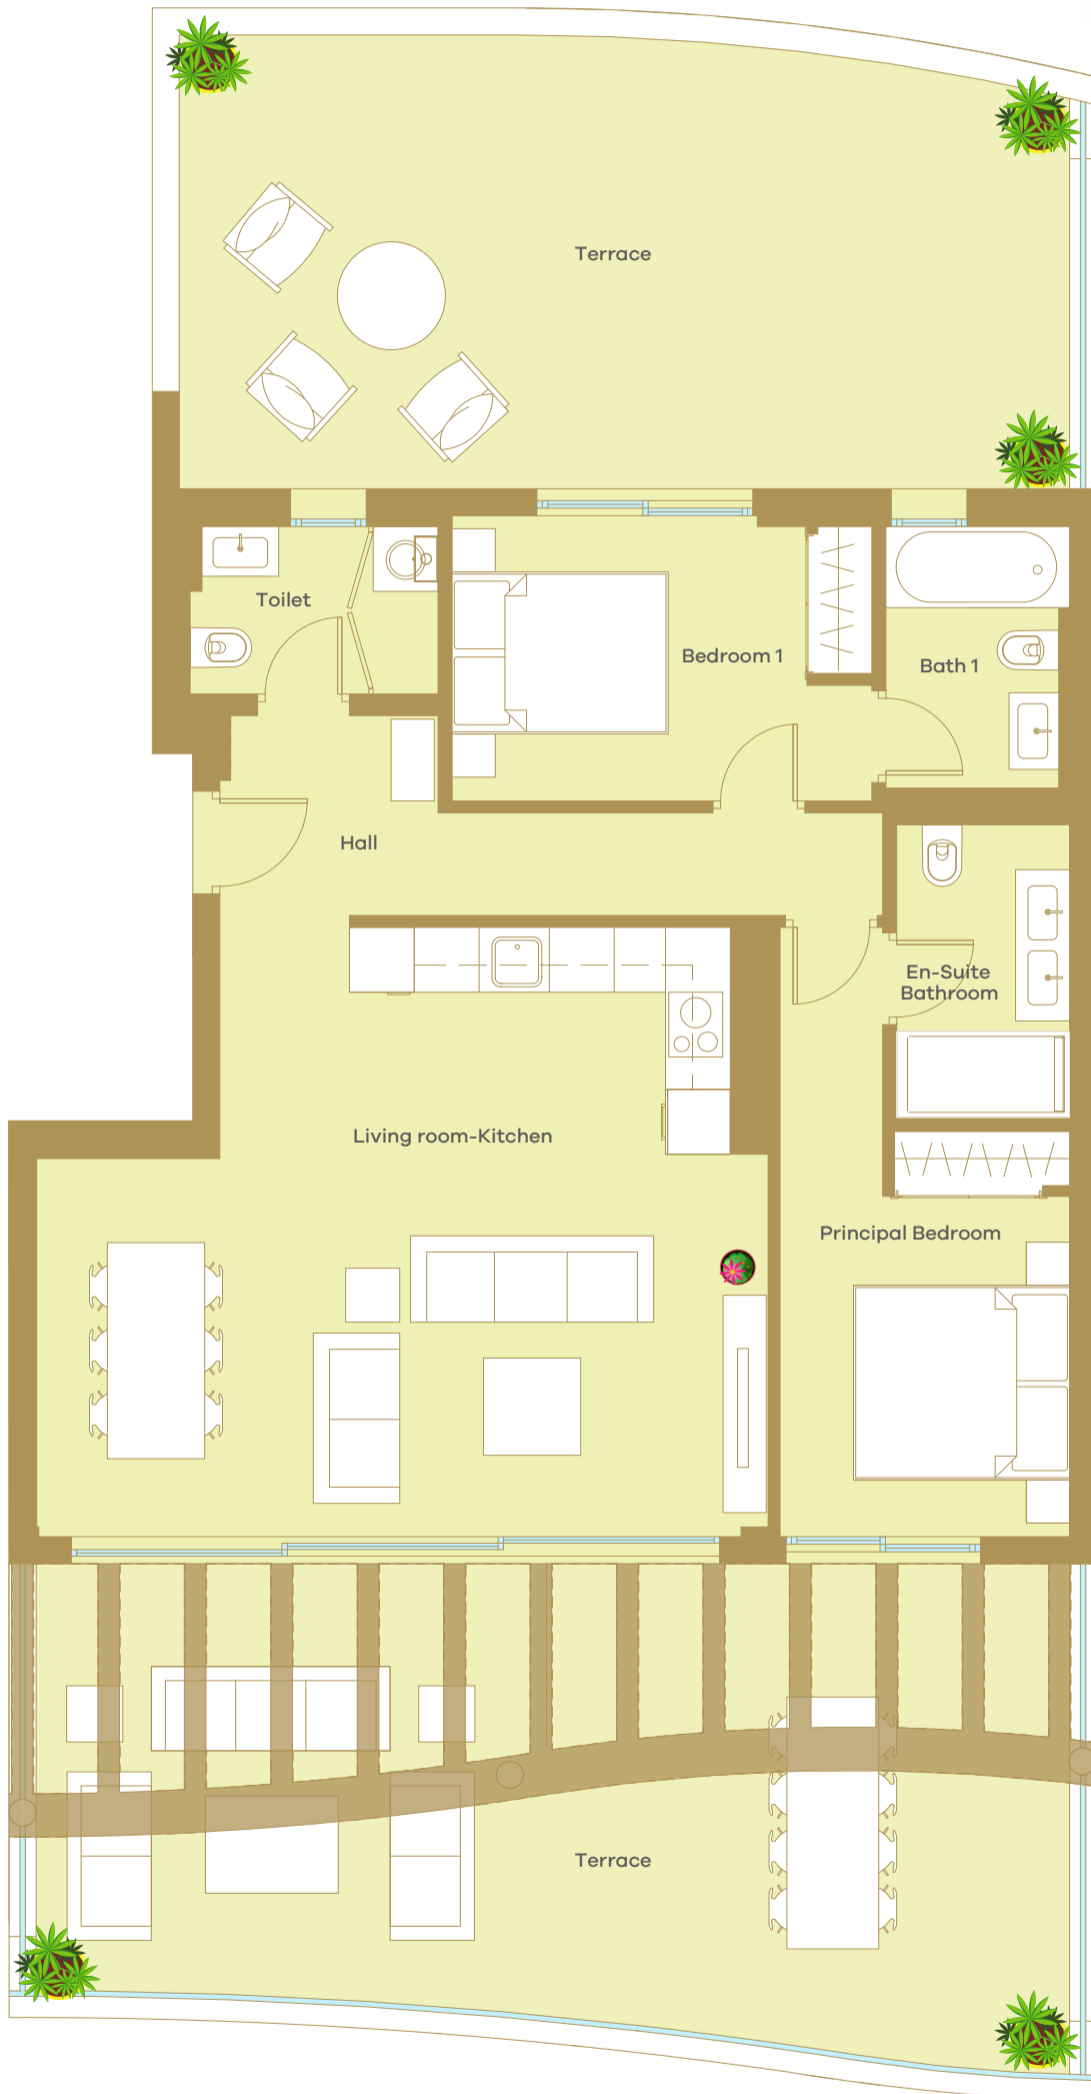 Terrace
Toilet
Bedroom 1
Bath 1
Hall
En-Suite
Bathroom
Living room-Kitchen
Principal Bedroom
Terrace